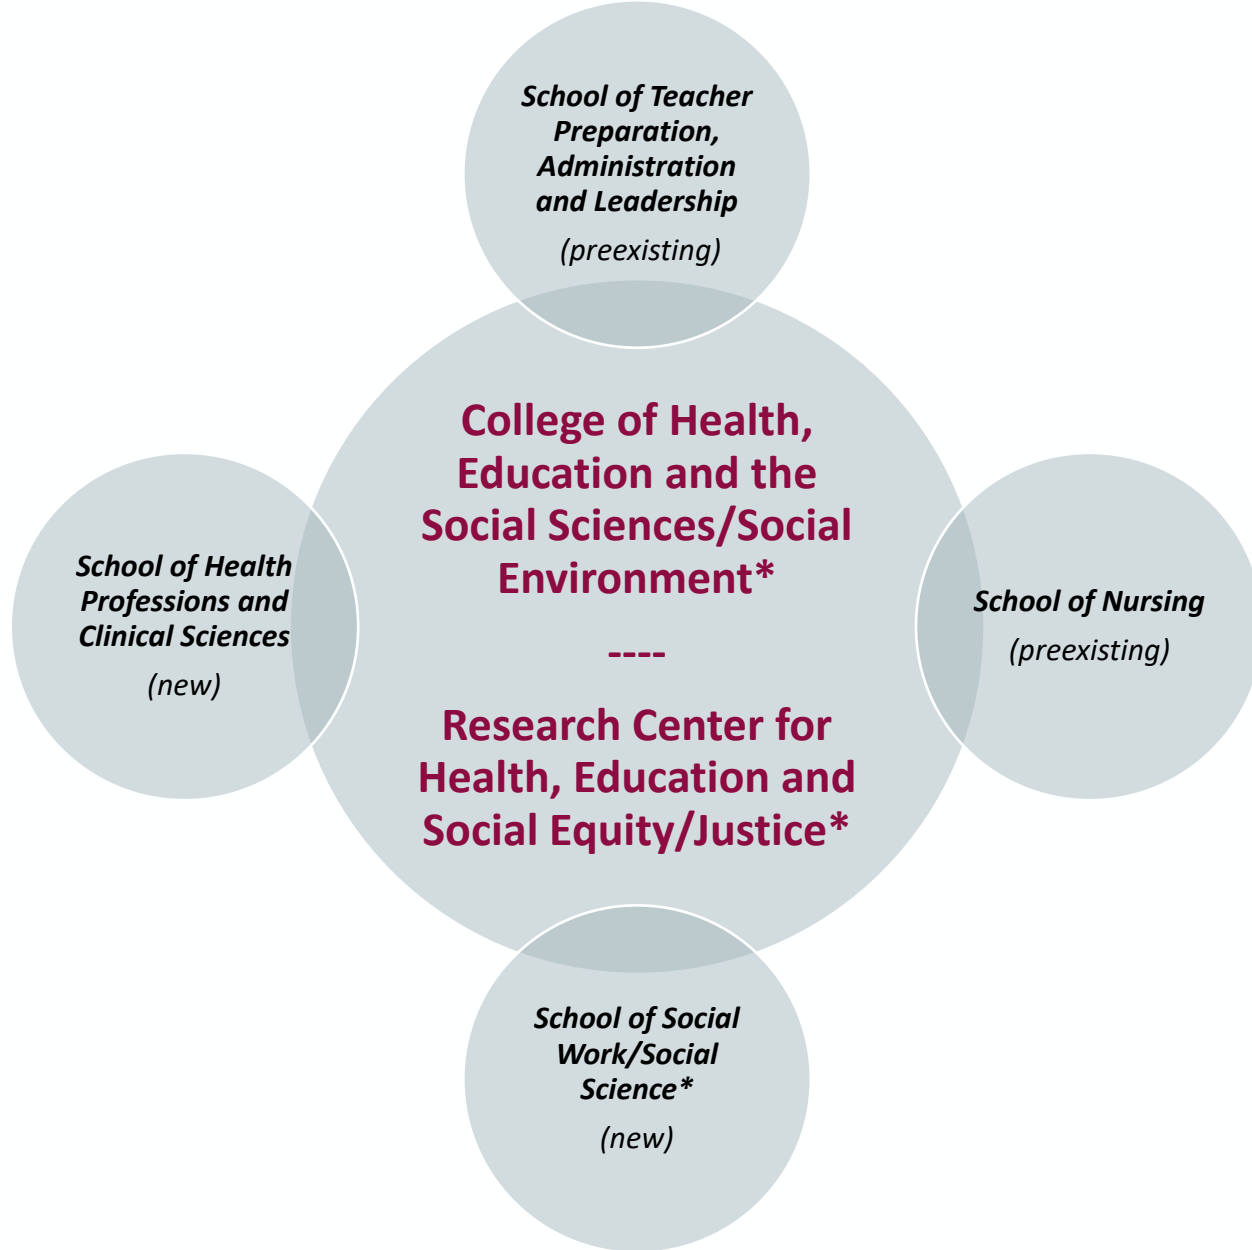 School of Teacher
Preparation,
Administration
and Leadership
(preexisting)
College of Health,
Education and the
Social Sciences/Social
Environment*
----
Research Center for
Health, Education and
Social Equity/Justice*
School of Health
Professions and
Clinical Sciences
(new)
School of Nursing
(preexisting)
School of Social
Work/Social
Science*
(new)